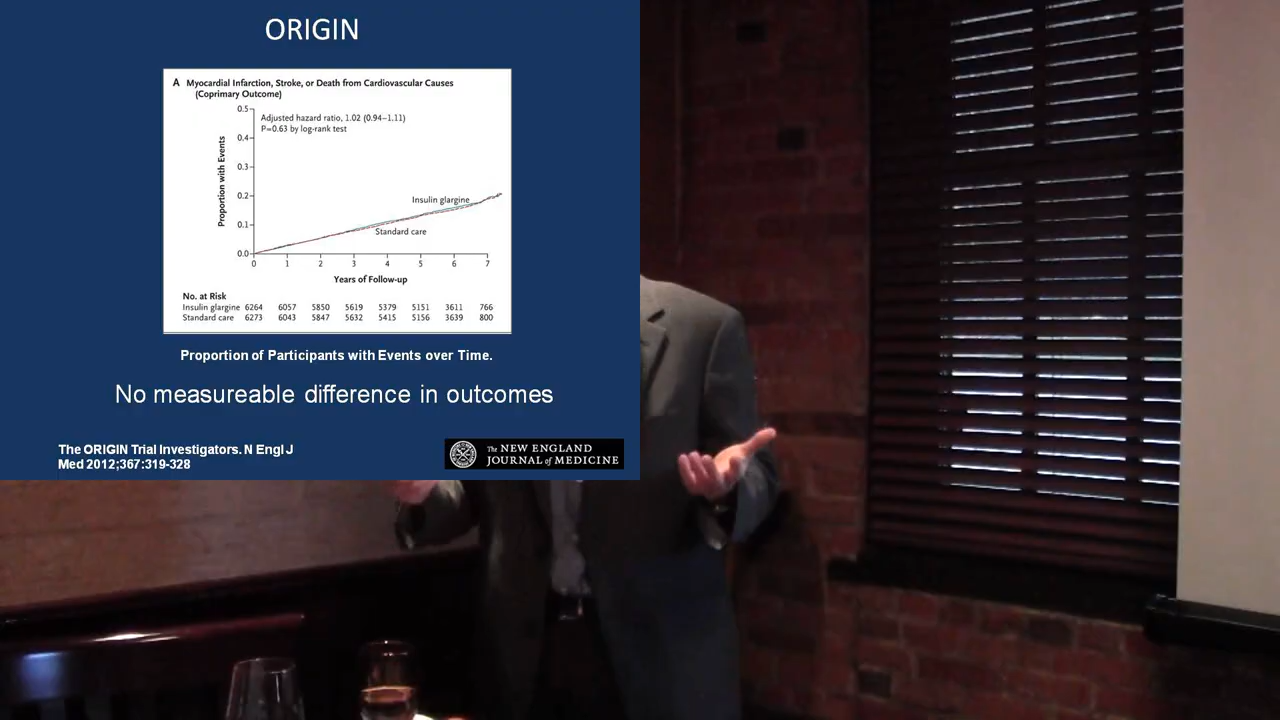 ORIGIN
A Myocardial Infarction, Stroke, or Death from Cardiovascular Causes
(Coprimary Outcome)
0.5
Adjusted hazard ratio, 1.02 (0.94–1.11)
P=0.63 by log-rank test
0.4
0.3
0.2
0.1
0.0
Proportion with Events
Insulin glargine
Standard care
0 1 2 3 4 5 6 7
Years of Follow-up
No. at Risk
Insulin glargine 6264 6057 5850 5619 5379 5151 3611 766
Standard care 6273 6043 5847 5632 5415 5156 3639 800
Proportion of Participants with Events over Time.
No measureable difference in outcomes
The ORIGIN Trial Investigators. N Engl J
Med 2012;367:319-328
The NEW ENGLAND
JOURNAL of MEDICINE